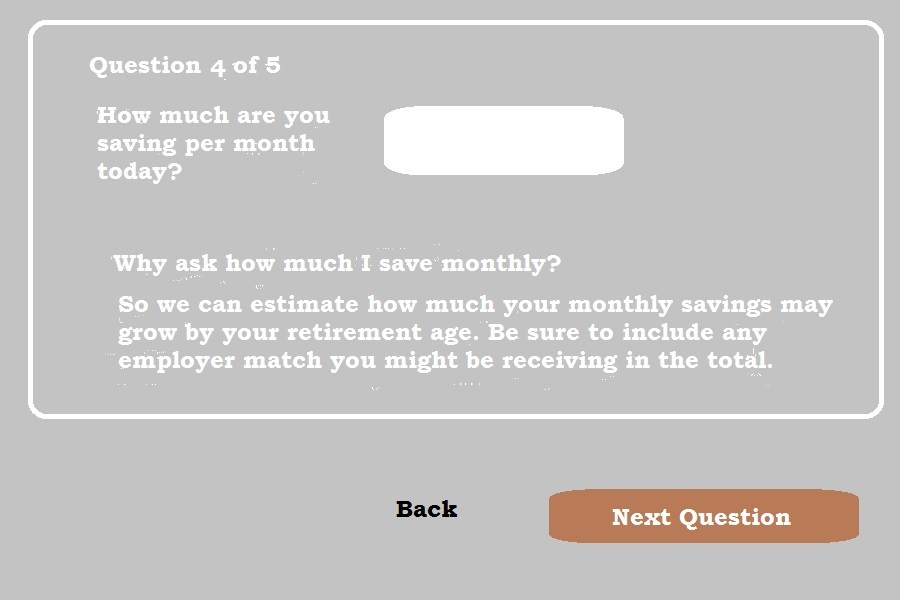 Question 4 of 5
How much are you
saving per month
today?
Why ask how much I save monthly?
So we can estimate how much your monthly savings may
grow by your retirement age. Be sure to include any
employer match you might be receiving in the total.
Back
Next Question